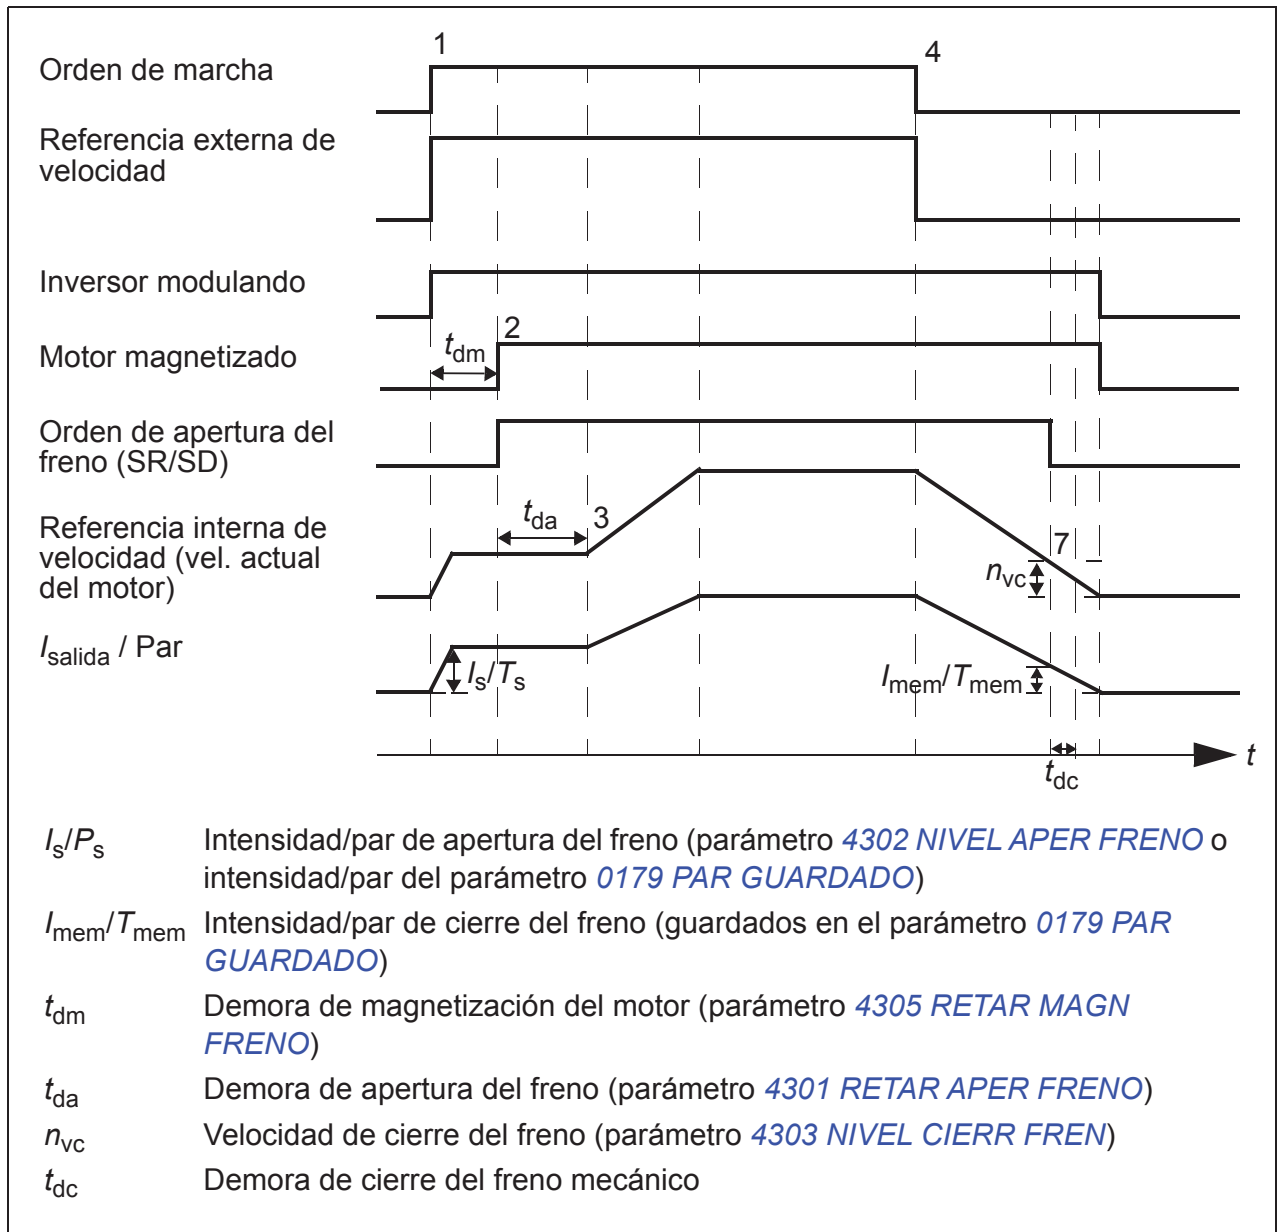 1
4
Orden de marcha
Referencia externa de
velocidad
Inversor modulando
2
Motor magnetizado
tdm
Orden de apertura del
freno (SR/SD)
tda
3
Referencia interna de
velocidad (vel. actual
del motor)
7
nvc
Isalida / Par
Is/Ts
Imem/Tmem
t
tdc
Is/Ps Intensidad/par de apertura del freno (parámetro 4302 NIVEL APER FRENO o
intensidad/par del parámetro 0179 PAR GUARDADO)
Imem/Tmem Intensidad/par de cierre del freno (guardados en el parámetro 0179 PAR
GUARDADO)
tdm Demora de magnetización del motor (parámetro 4305 RETAR MAGN
FRENO)
tda Demora de apertura del freno (parámetro 4301 RETAR APER FRENO)
nvc Velocidad de cierre del freno (parámetro 4303 NIVEL CIERR FREN)
tdc Demora de cierre del freno mecánico